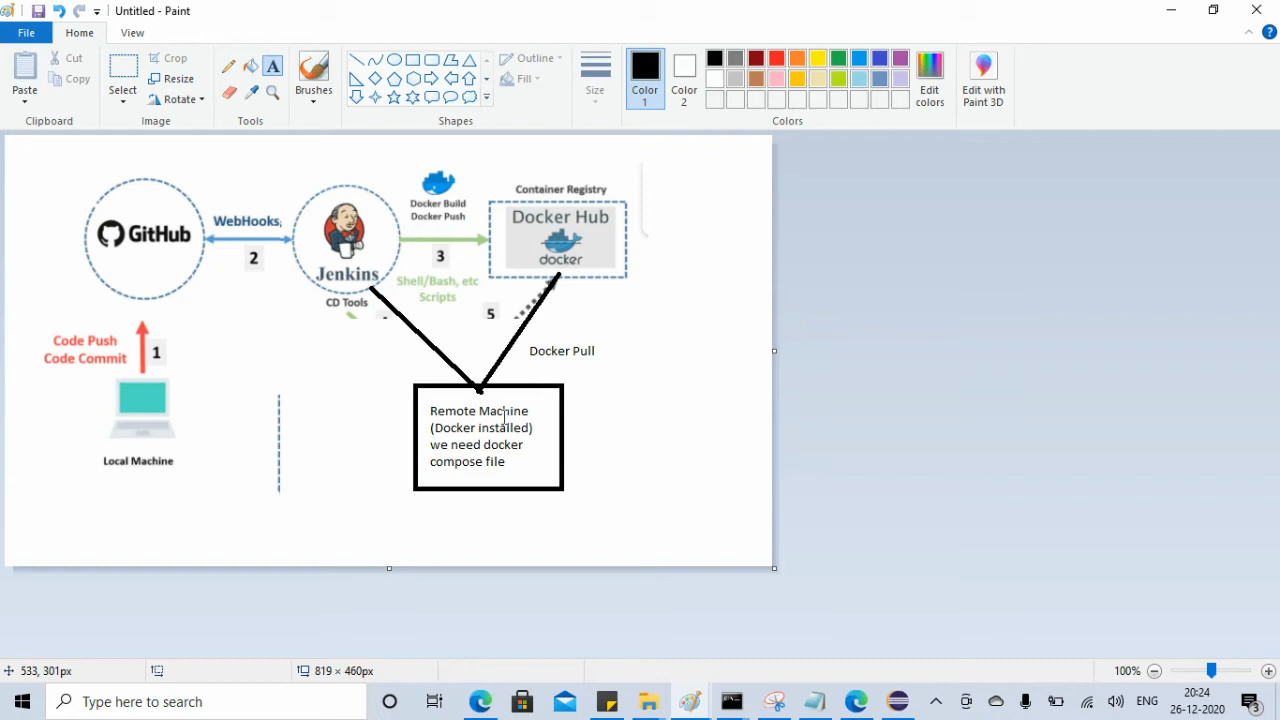 Untitled - Paint
File
Home
View
Paste
Cut
Copy
Clipboard
Select
Crop
Resize
Rotate
Image
A
Tools
Brushes
Outline
Fill
Shapes
Size
Color
1
Color
2
Edit
colors
Colors
Edit with
Paint 3D
GitHub
WebHooks
2
Jenkins
CD Tools
Docker Build
Docker Push
3
Shell/Bash, etc
Scripts
Container Registry
Docker Hub
docker
5
Docker Pull
Code Push
Code Commit
1
Local Machine
Remote Machine
(Docker installed)
we need docker
compose file
533, 301px
819 × 460px
100%
Type here to search
ENG
20:24
26-12-2020
3